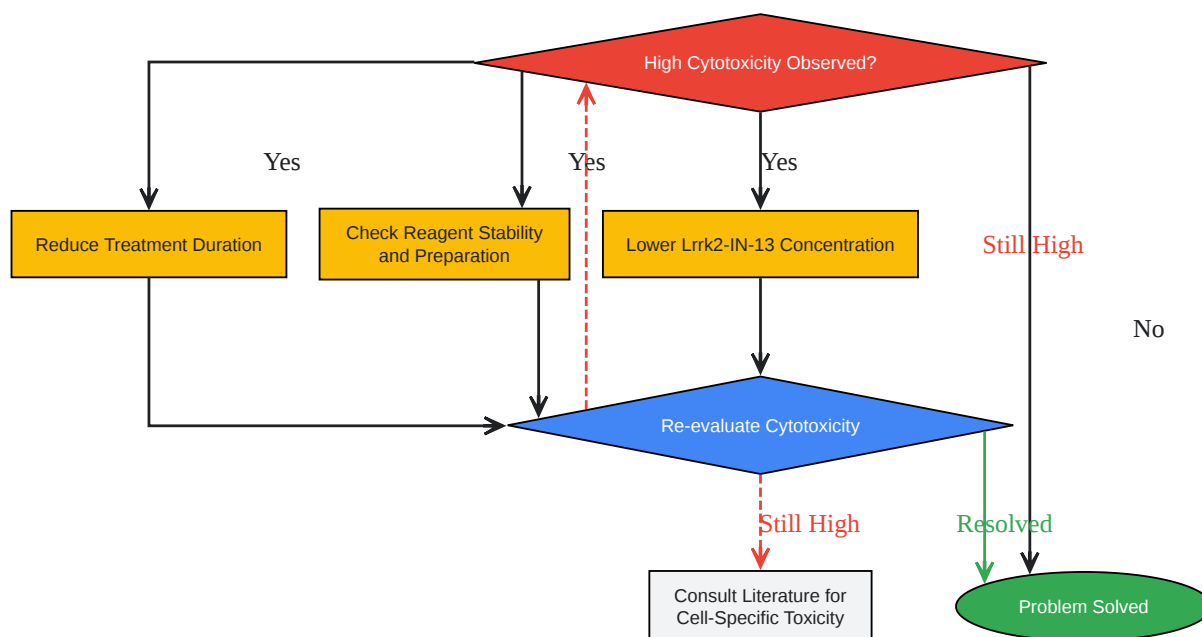 High Cytotoxicity Observed?
Yes
Yes
Yes
Reduce Treatment Duration
Check Reagent Stability
and Preparation
Lower Lrrk2-IN-13 Concentration
Still High
No
Re-evaluate Cytotoxicity
Still High
Resolved
Consult Literature for
Cell-Specific Toxicity
Problem Solved